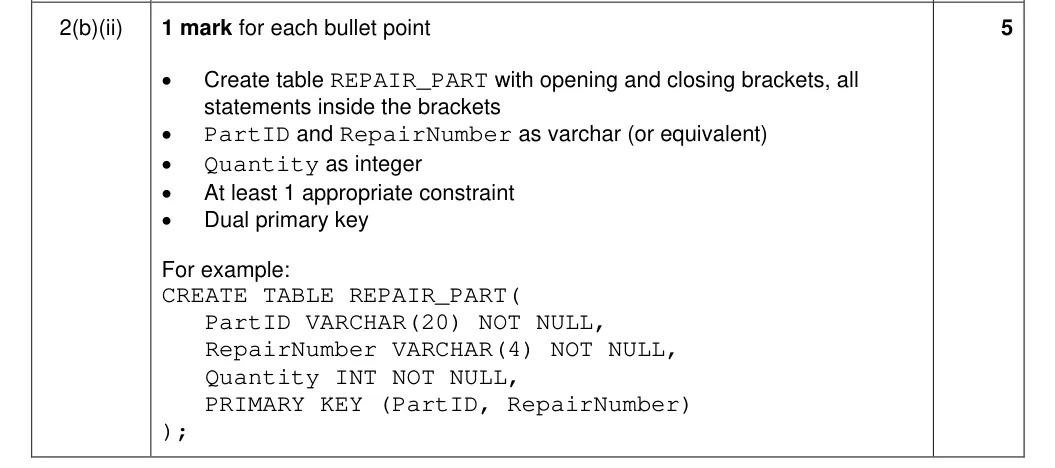 2(b)(ii) 1 mark for each bullet point 5
• Create table REPAIR_PART with opening and closing brackets, all
statements inside the brackets
• PartID and RepairNumber as varchar (or equivalent)
• Quantity as integer
• At least 1 appropriate constraint
• Dual primary key
For example:
CREATE TABLE REPAIR_PART(
PartID VARCHAR(20) NOT NULL,
RepairNumber VARCHAR(4) NOT NULL,
Quantity INT NOT NULL,
PRIMARY KEY (PartID, RepairNumber)
);